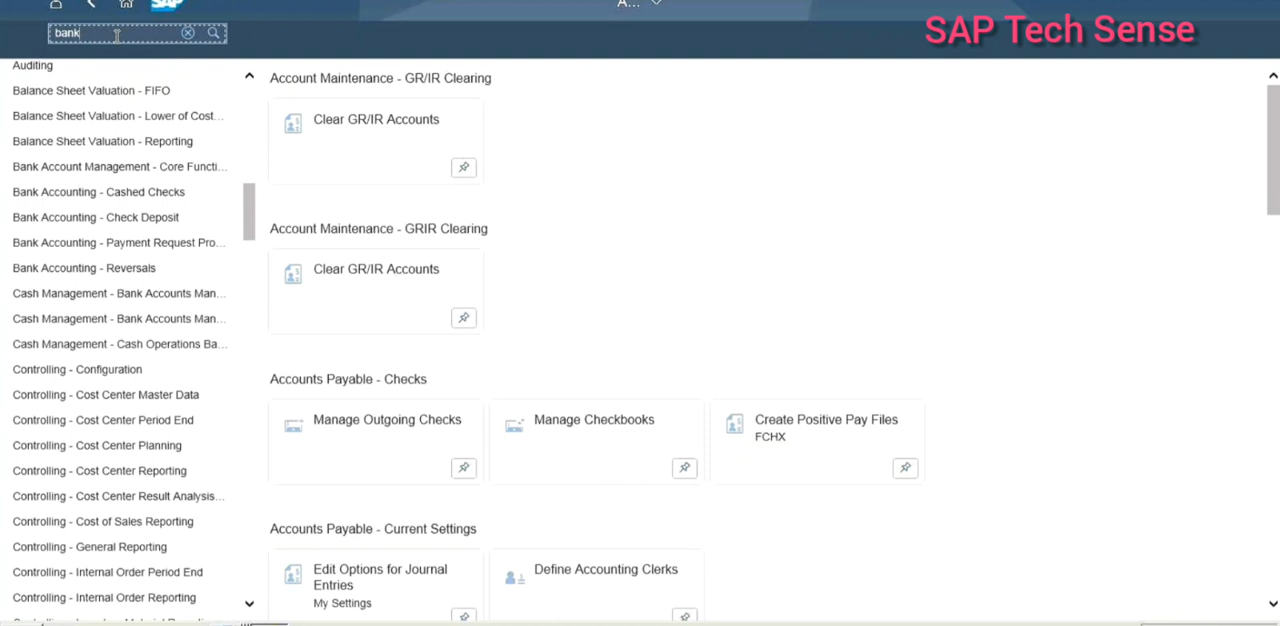 SAP
A...
bank
SAP Tech Sense
Auditing
Balance Sheet Valuation - FIFO
Balance Sheet Valuation - Lower of Cost...
Balance Sheet Valuation - Reporting
Bank Account Management - Core Functi...
Bank Accounting - Cashed Checks
Bank Accounting - Check Deposit
Bank Accounting - Payment Request Pro...
Bank Accounting - Reversals
Cash Management - Bank Accounts Man...
Cash Management - Bank Accounts Man...
Cash Management - Cash Operations Ba...
Controlling - Configuration
Controlling - Cost Center Master Data
Controlling - Cost Center Period End
Controlling - Cost Center Planning
Controlling - Cost Center Reporting
Controlling - Cost Center Result Analysis...
Controlling - Cost of Sales Reporting
Controlling - General Reporting
Controlling - Internal Order Period End
Controlling - Internal Order Reporting
Account Maintenance - GR/IR Clearing
Clear GR/IR Accounts
Account Maintenance - GRIR Clearing
Clear GR/IR Accounts
Accounts Payable - Checks
Manage Outgoing Checks
Manage Checkbooks
Create Positive Pay Files
FCHX
Accounts Payable - Current Settings
Edit Options for Journal
Entries
My Settings
Define Accounting Clerks